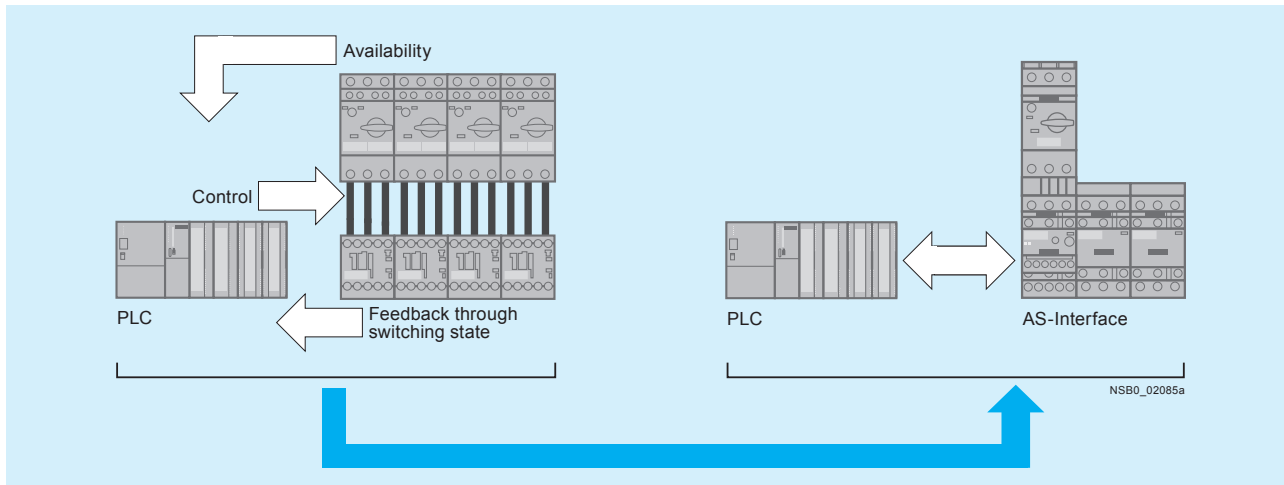 Availability
Control
PLC
Feedback through
switching state
PLC
AS-Interface
NSB0_02085a